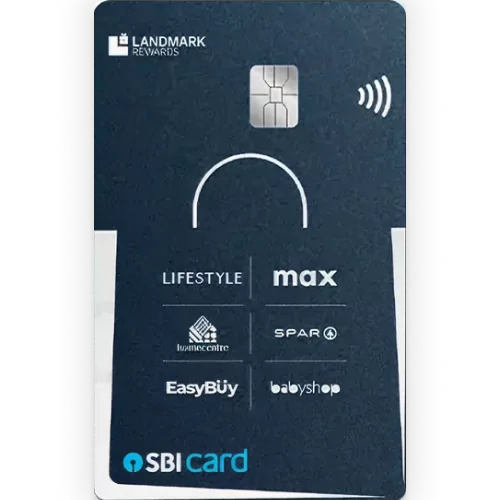 LANDMARK
REWARDS
LIFESTYLE
max
homecentre
SPAR
EasyBuy
babyshop
SBI card